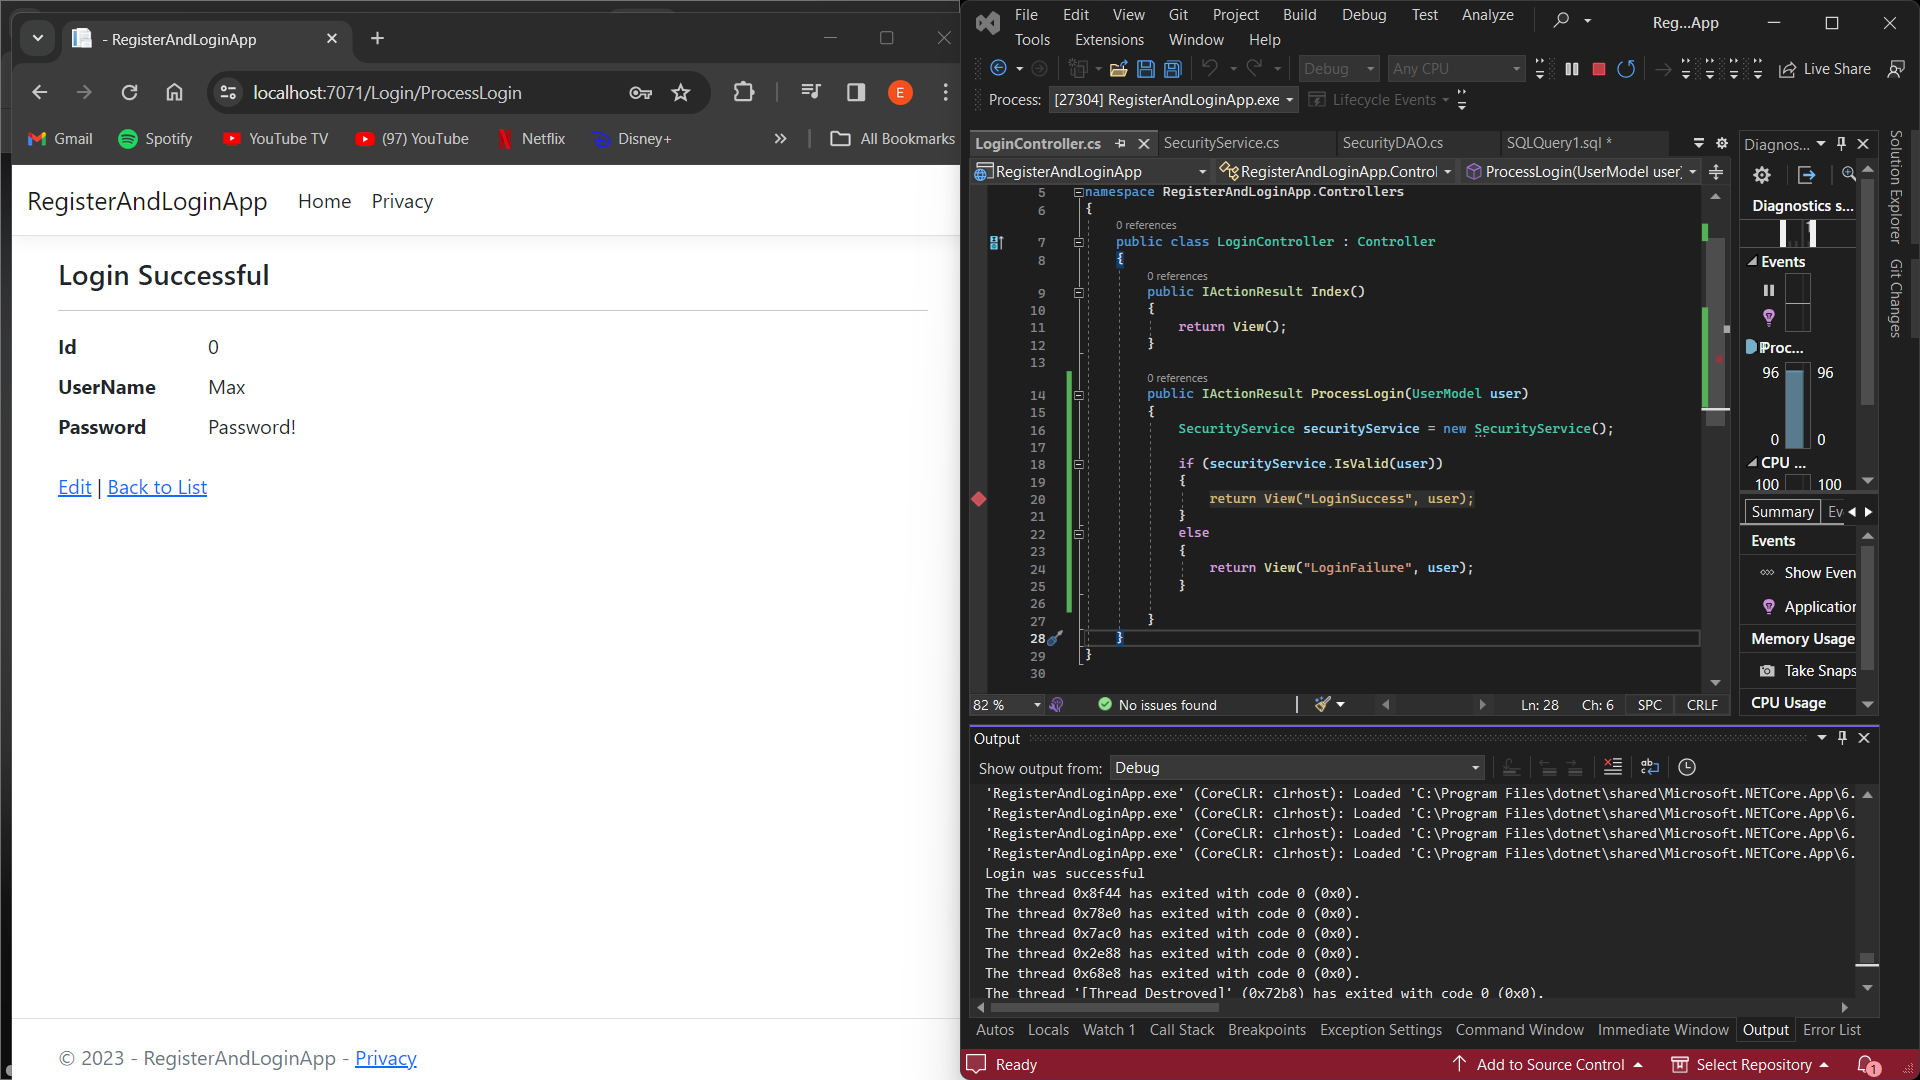 - RegisterAndLoginApp
localhost:7071/Login/ProcessLogin
E
Gmail
Spotify
YouTube TV
(97) YouTube
Netflix
Disney+
All Bookmarks
RegisterAndLoginApp
Home
Privacy
Login Successful
Id 0
UserName Max
Password Password!
Edit | Back to List
© 2023 - RegisterAndLoginApp - Privacy
File Edit View Git Project Build Debug Test Analyze
Reg...App
Tools Extensions Window Help
Debug
Any CPU
Live Share
Process: [27304] RegisterAndLoginApp.exe
Lifecycle Events
LoginController.cs
SecurityService.cs
SecurityDAO.cs
SQLQuery1.sql *
RegisterAndLoginApp
RegisterAndLoginApp.Control
ProcessLogin(UserModel user)
5 namespace RegisterAndLoginApp.Controllers
6 {
0 references
7 public class LoginController : Controller
8 {
0 references
9 public IActionResult Index()
10 {
11 return View();
12 }
13
0 references
14 public IActionResult ProcessLogin(UserModel user)
15 {
16 SecurityService securityService = new SecurityService();
17
18 if (securityService.IsValid(user))
19 {
20 return View("LoginSuccess", user);
21 }
22 else
23 {
24 return View("LoginFailure", user);
25 }
26
27 }
28 }
29 }
30
82 %
No issues found
Ln: 28
Ch: 6
SPC
CRLF
Diagnos...
Diagnostics s...
Events
Proc...
96 96
0 0
CPU ...
100 100
Summary
Ev
Events
Show Even
Application
Memory Usage
Take Snaps
CPU Usage
Solution Explorer
Git Changes
Output
Show output from: Debug
'RegisterAndLoginApp.exe' (CoreCLR: clrhost): Loaded 'C:\Program Files\dotnet\shared\Microsoft.NETCore.App\6.
'RegisterAndLoginApp.exe' (CoreCLR: clrhost): Loaded 'C:\Program Files\dotnet\shared\Microsoft.NETCore.App\6.
'RegisterAndLoginApp.exe' (CoreCLR: clrhost): Loaded 'C:\Program Files\dotnet\shared\Microsoft.NETCore.App\6.
'RegisterAndLoginApp.exe' (CoreCLR: clrhost): Loaded 'C:\Program Files\dotnet\shared\Microsoft.NETCore.App\6.
Login was successful
The thread 0x8f44 has exited with code 0 (0x0).
The thread 0x78e0 has exited with code 0 (0x0).
The thread 0x7ac0 has exited with code 0 (0x0).
The thread 0x2e88 has exited with code 0 (0x0).
The thread 0x68e8 has exited with code 0 (0x0).
The thread '[Thread Destroyed]' (0x72b8) has exited with code 0 (0x0).
Autos Locals Watch 1 Call Stack Breakpoints Exception Settings Command Window Immediate Window Output Error List
Ready
Add to Source Control
Select Repository
1